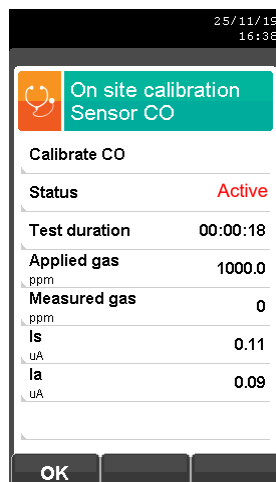 25/11/19
16:38
On site calibration
Sensor CO
Calibrate CO
Status Active
Test duration 00:00:18
Applied gas 1000.0
ppm
Measured gas 0
ppm
Is 0.11
uA
Ia 0.09
uA
OK